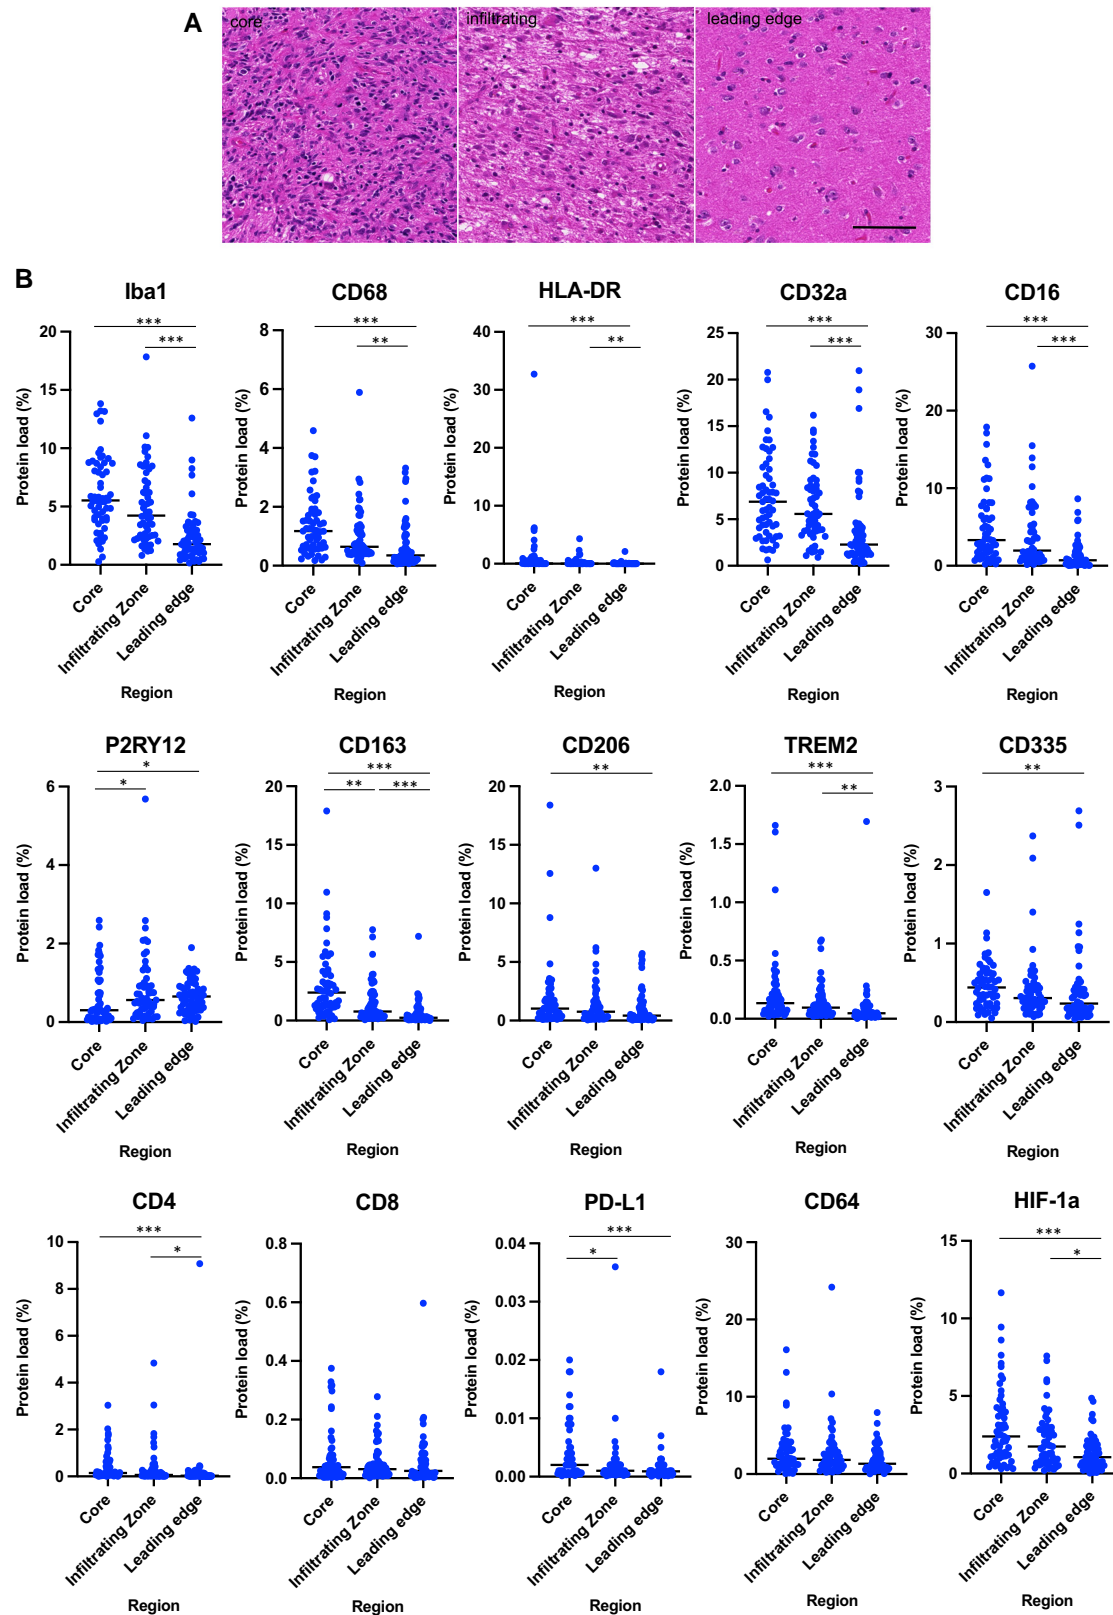 A
core
infiltrating
leading edge
B
Iba1
CD68
HLA-DR
CD32a
CD16
***
***
***
**
***
**
***
***
***
***
Protein load (%)
20
15
10
5
0
Core
Infiltrating Zone
Leading edge
Region
Protein load (%)
8
6
4
2
0
Core
Infiltrating Zone
Leading edge
Region
Protein load (%)
40
30
20
10
0
Core
Infiltrating Zone
Leading edge
Region
Protein load (%)
25
20
15
10
5
0
Core
Infiltrating Zone
Leading edge
Region
Protein load (%)
30
20
10
0
Core
Infiltrating Zone
Leading edge
Region
P2RY12
CD163
CD206
TREM2
CD335
*
*
***
** ***
**
***
**
**
Protein load (%)
6
4
2
0
Core
Infiltrating Zone
Leading edge
Region
Protein load (%)
20
15
10
5
0
Core
Infiltrating Zone
Leading edge
Region
Protein load (%)
20
15
10
5
0
Core
Infiltrating Zone
Leading edge
Region
Protein load (%)
2.0
1.5
1.0
0.5
0.0
Core
Infiltrating Zone
Leading edge
Region
Protein load (%)
3
2
1
0
Core
Infiltrating Zone
Leading edge
Region
CD4
CD8
PD-L1
CD64
HIF-1a
***
*
***
*
***
*
Protein load (%)
10
8
6
4
2
0
Core
Infiltrating Zone
Leading edge
Region
Protein load (%)
0.8
0.6
0.4
0.2
0.0
Core
Infiltrating Zone
Leading edge
Region
Protein load (%)
0.04
0.03
0.02
0.01
0.00
Core
Infiltrating Zone
Leading edge
Region
Protein load (%)
30
20
10
0
Core
Infiltrating Zone
Leading edge
Region
Protein load (%)
15
10
5
0
Core
Infiltrating Zone
Leading edge
Region